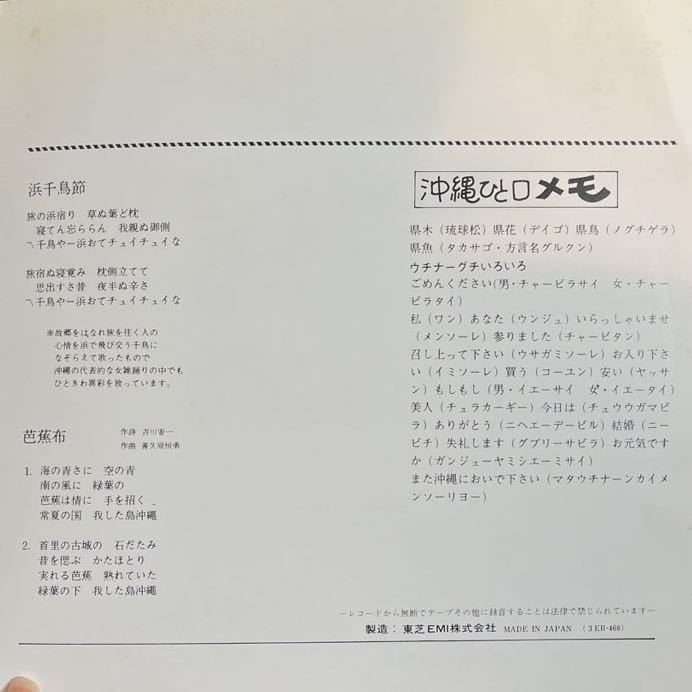 浜千鳥節
旅の浜宿り 草ぬ葉ど枕
寝てん忘ららん 我親ぬ御側
〽千鳥や―浜おてチェイチェイな
旅宿ぬ寝覚み 枕側立てて
思出すさ昔 夜半ぬ辛さ
〽千鳥や―浜おてチェイチェイな
※故郷をはなれ旅を往く人の
心情を浜で飛び交う千鳥に
なぞらえて歌ったもので
沖縄の代表的な女雑踊りの中でも
ひときわ異彩を放っています。
芭蕉布
作詩 吉川安一
作曲 普久原恒勇
1. 海の青さに 空の青
南の風に 緑葉の
芭蕉は情に 手を招く
常夏の国 我した島沖縄
2. 首里の古城の 石だたみ
昔を偲ぶ かたほとり
実れる芭蕉 熟れていた
緑葉の下 我した島沖縄
沖縄ひと口メモ
県木（琉球松）県花（デイゴ）県鳥（ノグチゲラ）
県魚（タカサゴ・方言名グルクン）
ウチナーグチいろいろ
ごめんください(男・チャービラサイ 女・チャー
ビラタイ）
私（ワン）あなた（ウンジュ）いらっしゃいませ
（メンソーレ）参りました（チャービタン）
召し上って下さい（ウサガミソーレ）お入り下さ
い（イミソーレ）買う（コーユン）安い（ヤッサ
ン）もしもし（男・イエーサイ 女・イエータイ）
美人（チュラカーギー）今日は（チュウウガマビ
ラ）ありがとう（ニヘエーデービル）結婚（ニー
ビチ）失礼します（グブリーサビラ）お元気です
か（ガンジューヤミシエーミサイ）
また沖縄においで下さい（マタウチナーンカイメ
ンソーリヨー）
―レコードから無断でテープその他に録音することは法律で禁じられています―
製造：東芝EMI株式会社 MADE IN JAPAN （3 ER-468）